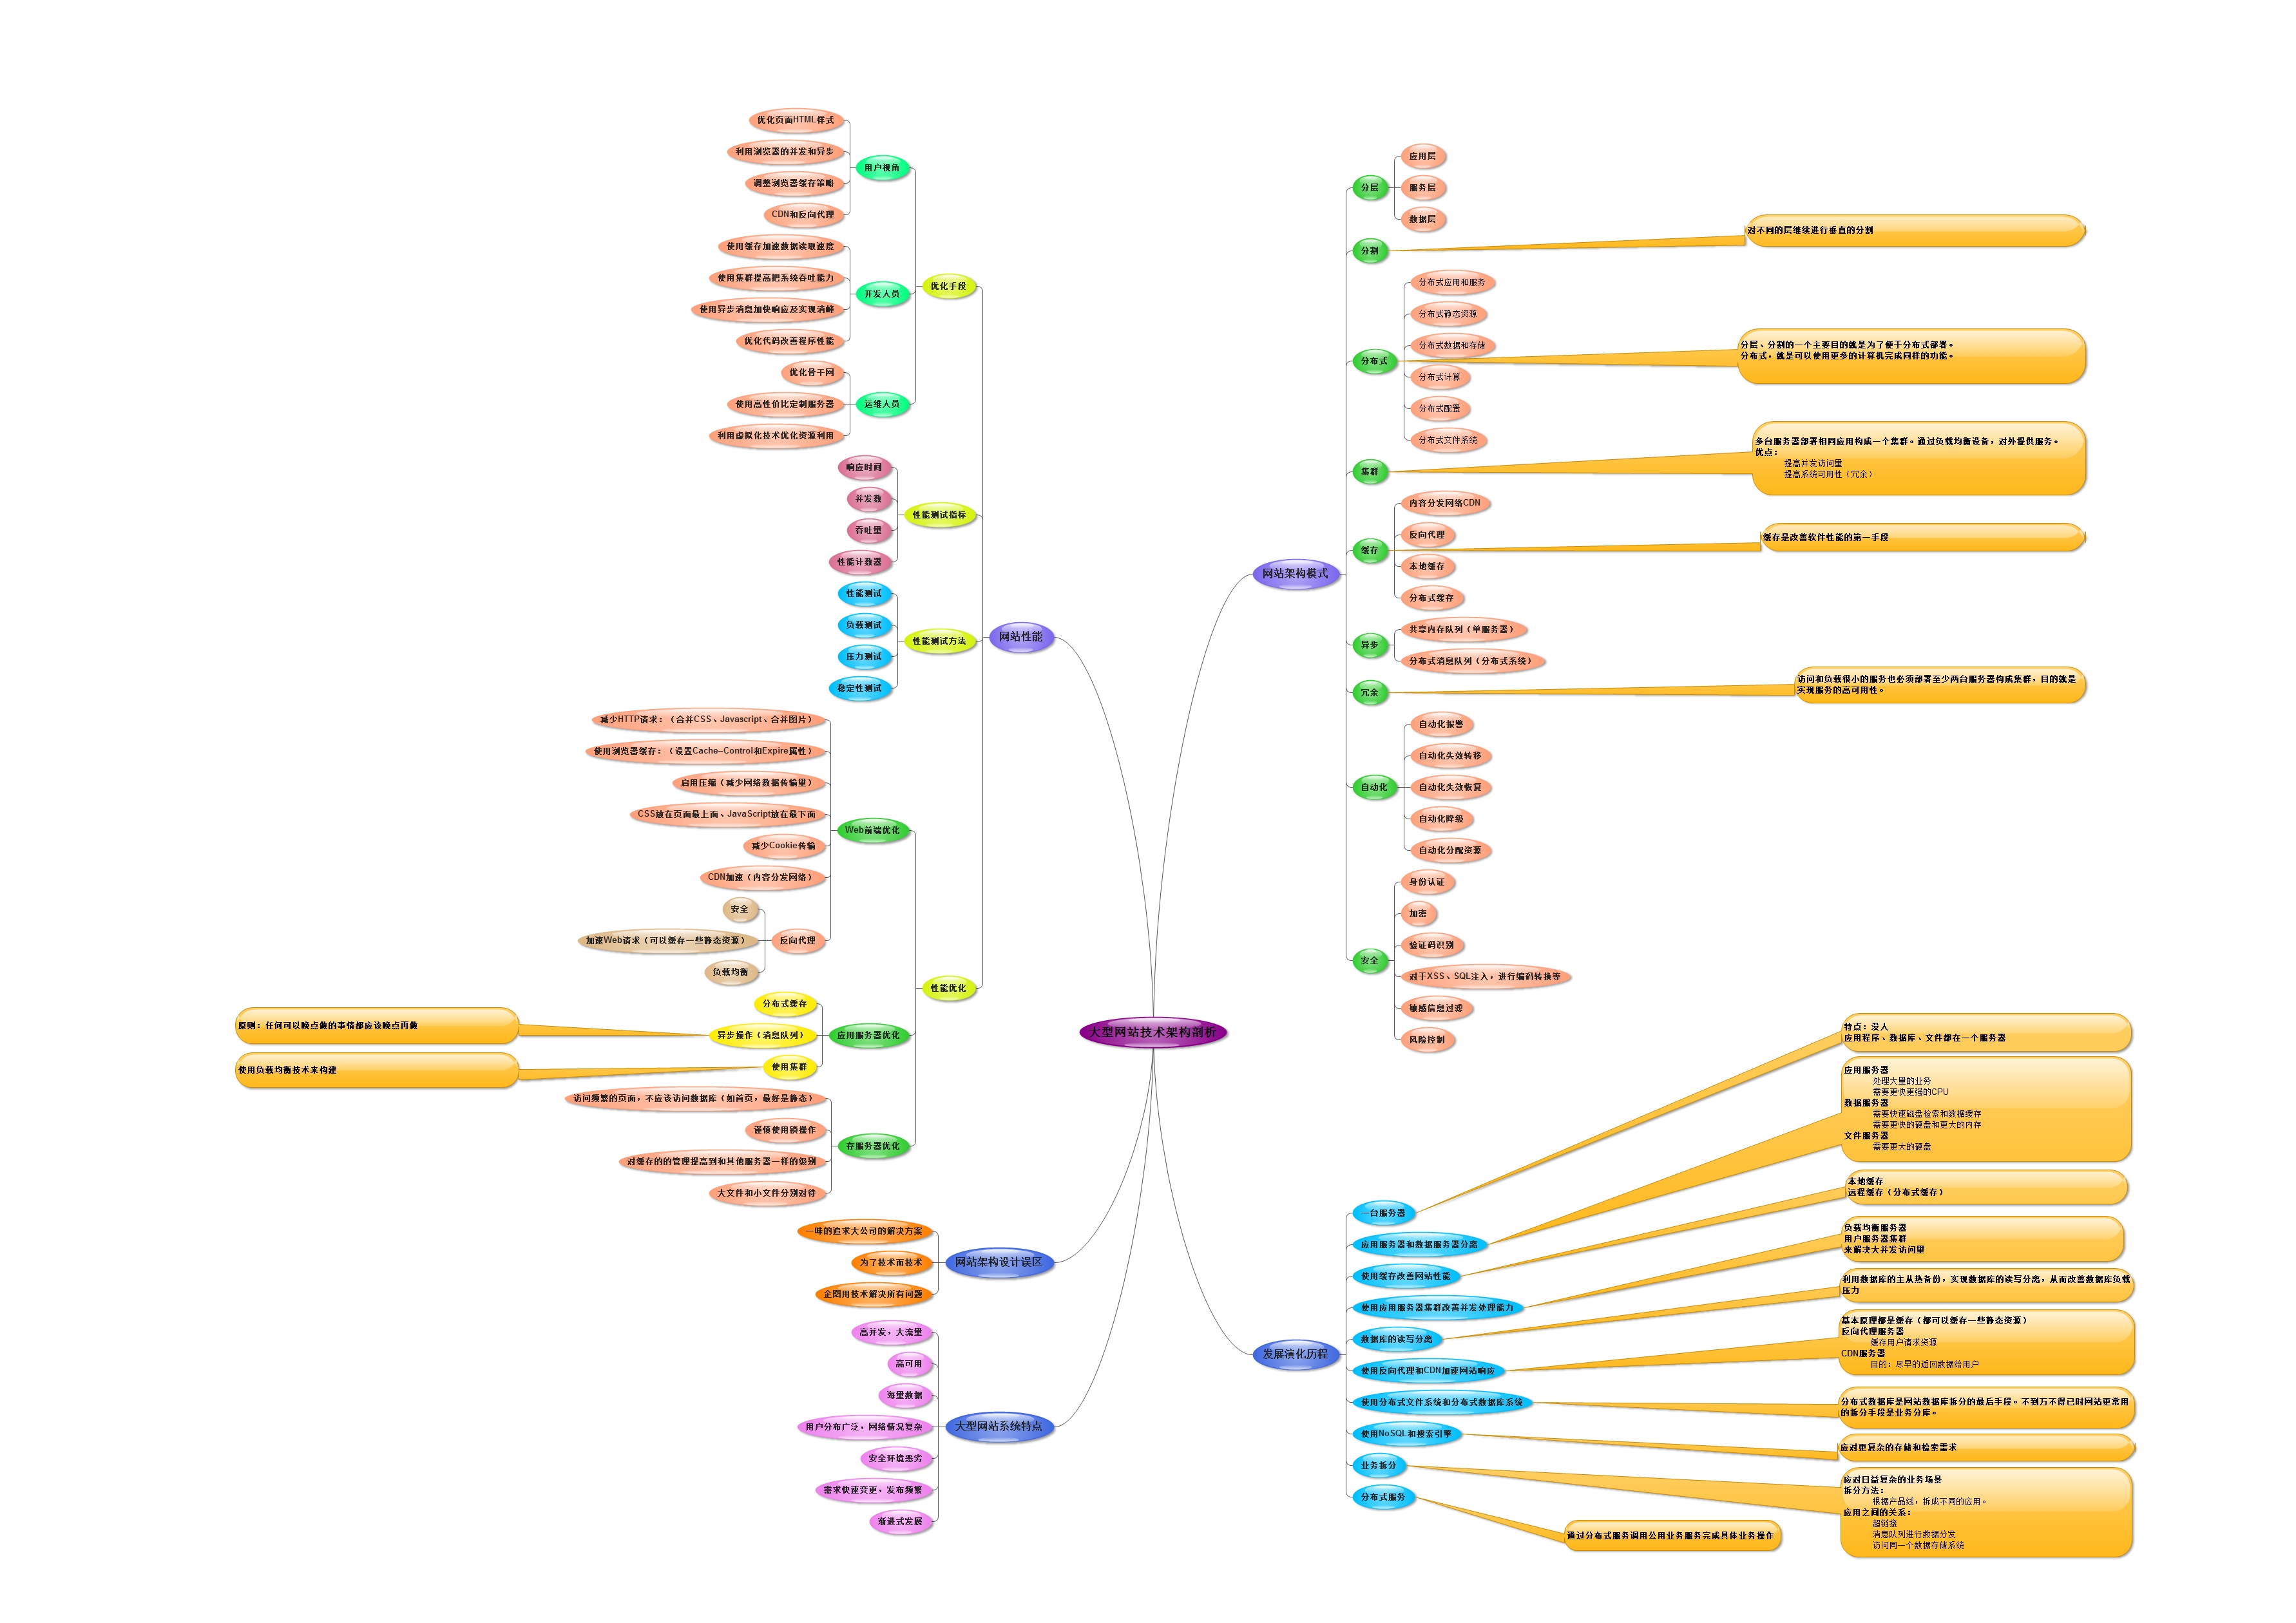 大型网站技术架构剖析
网站架构模式
分层
应用层
服务层
数据层
分割
对不同的层继续进行垂直的分割
分布式
分布式应用和服务
分布式静态资源
分布式数据和存储
分布式计算
分布式配置
分布式文件系统
分层、分割的一个主要目的就是为了便于分布式部署。
分布式，就是可以使用更多的计算机完成同样的功能。
集群
多台服务器部署相同应用构成一个集群。通过负载均衡设备，对外提供服务。
优点：
提高并发访问量
提高系统可用性（冗余）
缓存
内容分发网络CDN
反向代理
本地缓存
分布式缓存
缓存是改善软件性能的第一手段
异步
共享内存队列（单服务器）
分布式消息队列（分布式系统）
冗余
访问和负载很小的服务也必须部署至少两台服务器构成集群，目的就是
实现服务的高可用性。
自动化
自动化报警
自动化失效转移
自动化失效恢复
自动化降级
自动化分配资源
安全
身份认证
加密
验证码识别
对于XSS、SQL注入，进行编码转换等
敏感信息过滤
风险控制
发展演化历程
一台服务器
特点：没人
应用程序、数据库、文件都在一个服务器
应用服务器和数据服务器分离
应用服务器
处理大量的业务
需要更快更强的CPU
数据服务器
需要快速磁盘检索和数据缓存
需要更快的硬盘和更大的内存
文件服务器
需要更大的硬盘
使用缓存改善网站性能
本地缓存
远程缓存（分布式缓存）
使用应用服务器集群改善并发处理能力
负载均衡服务器
用户服务器集群
来解决大并发访问量
数据库的读写分离
利用数据库的主从热备份，实现数据库的读写分离，从而改善数据库负载
压力
使用反向代理和CDN加速网站响应
基本原理都是缓存（都可以缓存一些静态资源）
反向代理服务器
缓存用户请求资源
CDN服务器
目的：尽早的返回数据给用户
使用分布式文件系统和分布式数据库系统
分布式数据库是网站数据库拆分的最后手段。不到万不得已时网站更常用
的拆分手段是业务分库。
使用NoSQL和搜索引擎
应对更复杂的存储和检索需求
业务拆分
应对日益复杂的业务场景
拆分方法：
根据产品线，拆成不同的应用。
应用之间的关系：
超链接
消息队列进行数据分发
访问同一个数据存储系统
分布式服务
通过分布式服务调用公用业务服务完成具体业务操作
网站性能
优化手段
用户视角
优化页面HTML样式
利用浏览器的并发和异步
调整浏览器缓存策略
CDN和反向代理
开发人员
使用缓存加速数据读取速度
使用集群提高把系统吞吐能力
使用异步消息加快响应及实现消峰
优化代码改善程序性能
运维人员
优化骨干网
使用高性价比定制服务器
利用虚拟化技术优化资源利用
性能测试指标
响应时间
并发数
吞吐量
性能计数器
性能测试方法
性能测试
负载测试
压力测试
稳定性测试
性能优化
Web前端优化
减少HTTP请求：（合并CSS、Javascript、合并图片）
使用浏览器缓存：（设置Cache-Control和Expire属性）
启用压缩（减少网络数据传输量）
CSS放在页面最上面、JavaScript放在最下面
减少Cookie传输
CDN加速（内容分发网络）
反向代理
安全
加速Web请求（可以缓存一些静态资源）
负载均衡
应用服务器优化
分布式缓存
异步操作（消息队列）
原则：任何可以晚点做的事情都应该晚点再做
使用集群
使用负载均衡技术来构建
存服务器优化
访问频繁的页面，不应该访问数据库（如首页，最好是静态）
谨慎使用锁操作
对缓存的的管理提高到和其他服务器一样的级别
大文件和小文件分别对待
网站架构设计误区
一味的追求大公司的解决方案
为了技术而技术
企图用技术解决所有问题
大型网站系统特点
高并发，大流量
高可用
海量数据
用户分布广泛，网络情况复杂
安全环境恶劣
需求快速变更，发布频繁
渐进式发展